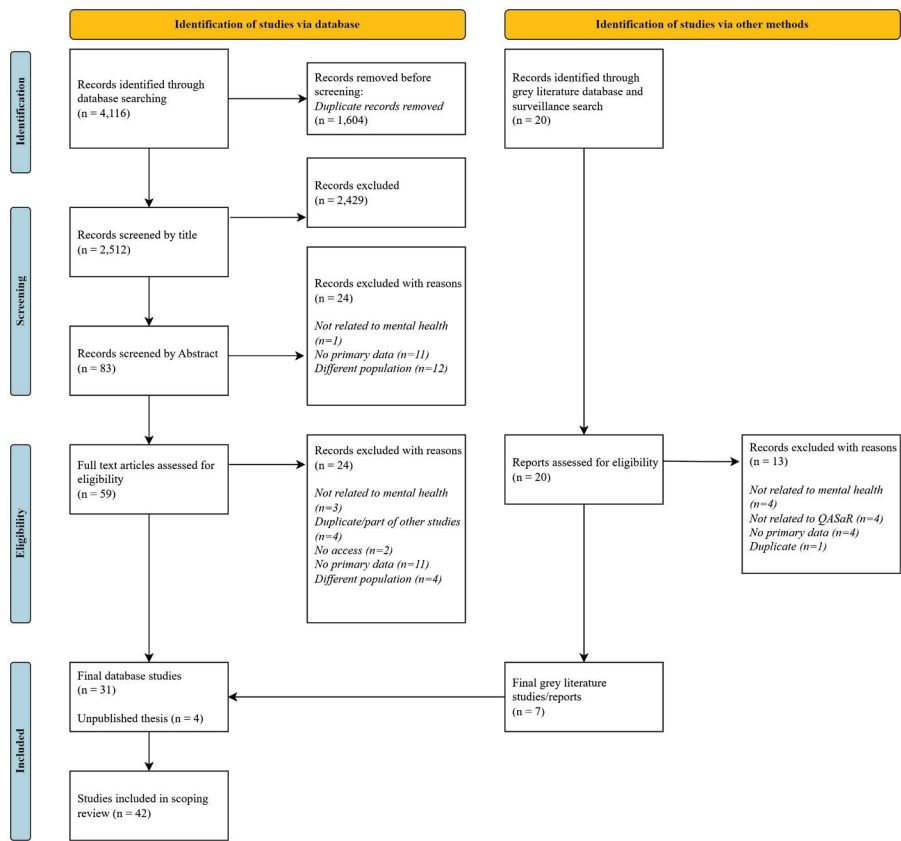 Identification of studies via database
Identification of studies via other methods
Identification
Records identified through
database searching
(n = 4,116)
Records removed before
screening:
Duplicate records removed
(n = 1,604)
Records identified through
grey literature database and
surveillance search
(n = 20)
Records excluded
(n = 2,429)
Screening
Records screened by title
(n = 2,512)
Records excluded with reasons
(n = 24)
Not related to mental health
(n=1)
No primary data (n=11)
Different population (n=12)
Records screened by Abstract
(n = 83)
Eligibility
Full text articles assessed for
eligibility
(n = 59)
Records excluded with reasons
(n = 24)
Not related to mental health
(n=3)
Duplicate/part of other studies
(n=4)
No access (n=2)
No primary data (n=11)
Different population (n=4)
Reports assessed for eligibility
(n = 20)
Records excluded with reasons
(n = 13)
Not related to mental health
(n=4)
Not related to QASaR (n=4)
No primary data (n=4)
Duplicate (n=1)
Included
Final database studies
(n = 31)
Unpublished thesis (n = 4)
Final grey literature
studies/reports
(n = 7)
Studies included in scoping
review (n = 42)